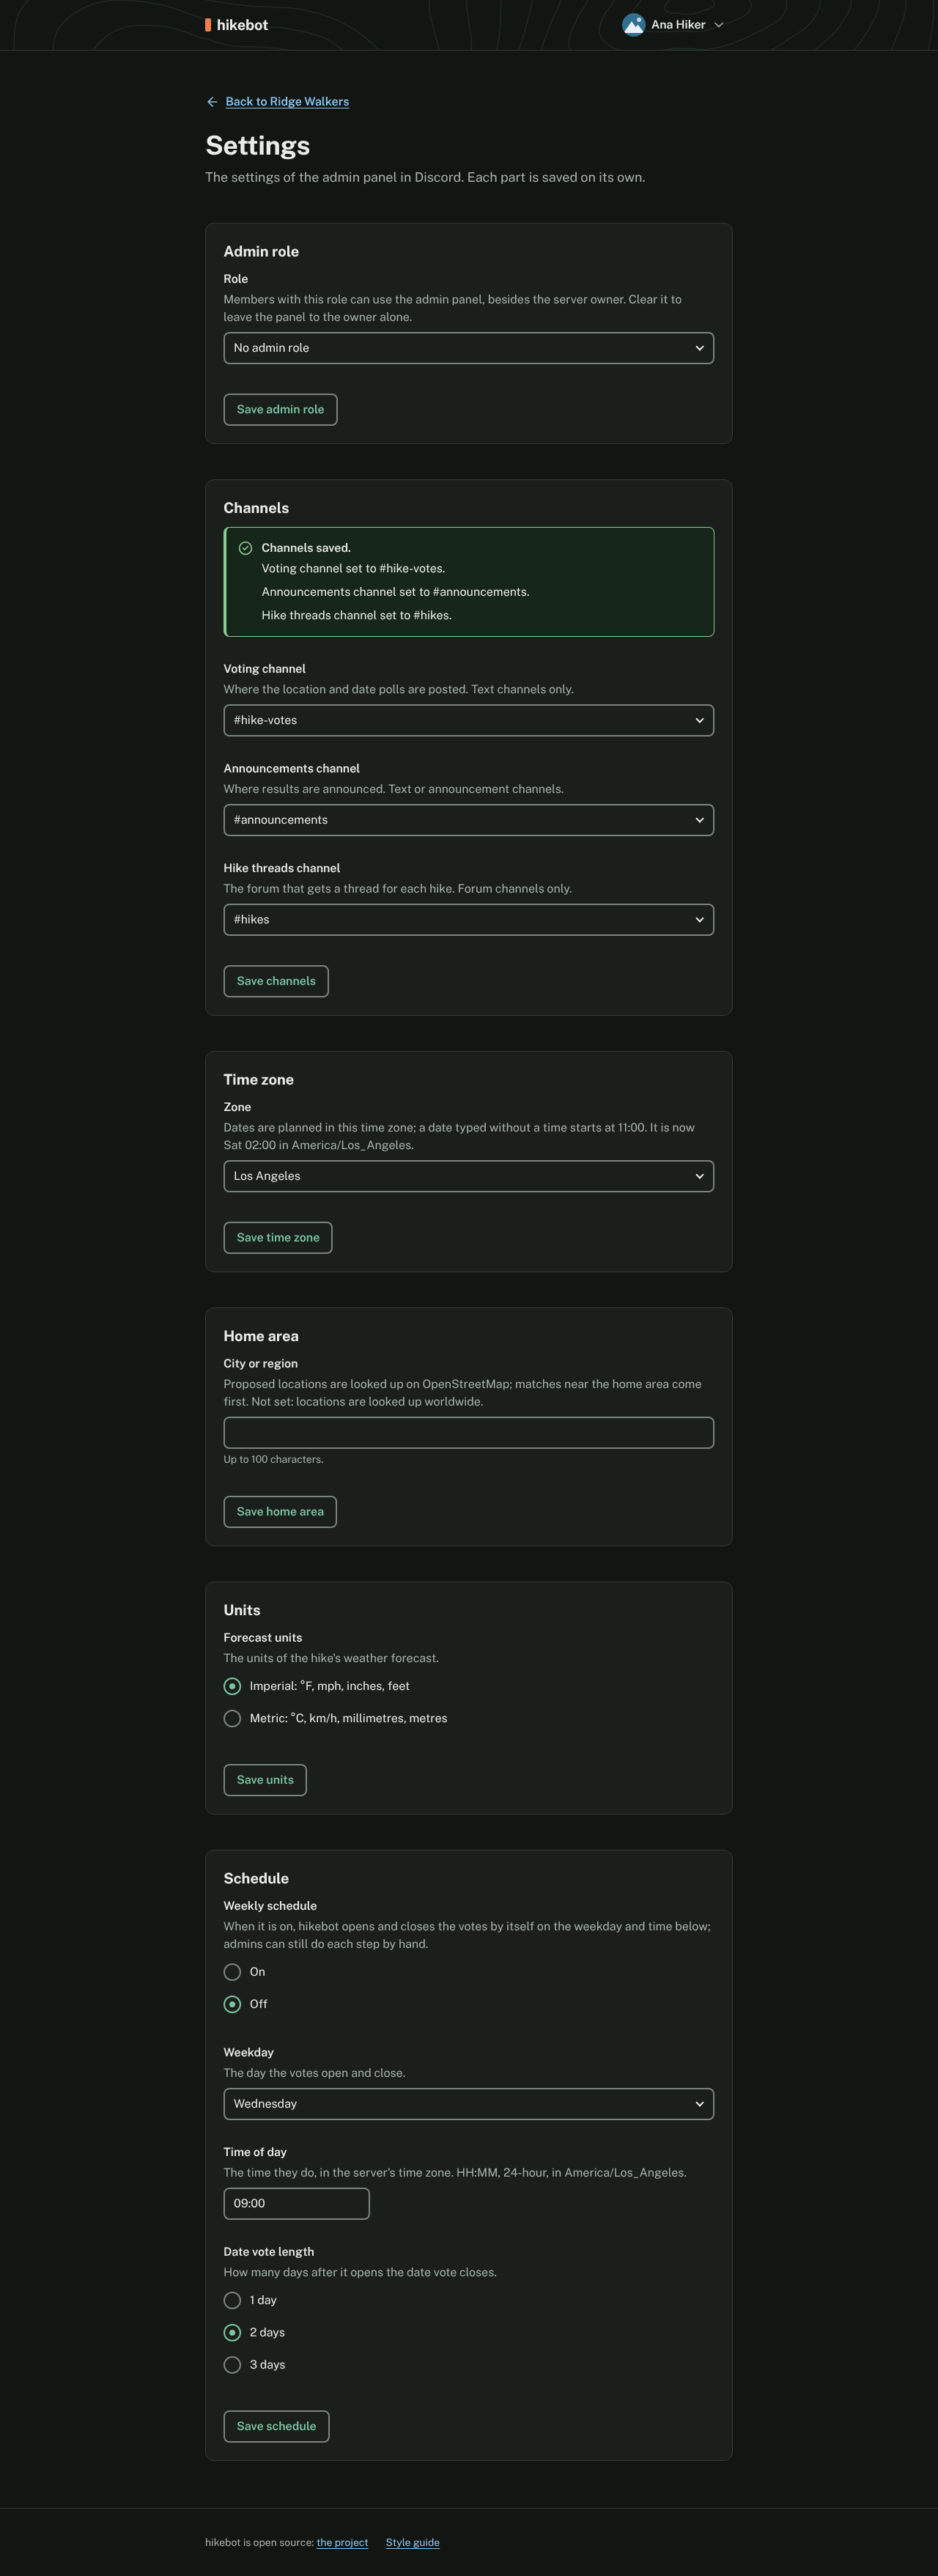 hikebot
Ana Hiker
Back to Ridge Walkers
Settings
The settings of the admin panel in Discord. Each part is saved on its own.
Admin role
Role
Members with this role can use the admin panel, besides the server owner. Clear it to
leave the panel to the owner alone.
No admin role
Save admin role
Channels
Channels saved.
Voting channel set to #hike-votes.
Announcements channel set to #announcements.
Hike threads channel set to #hikes.
Voting channel
Where the location and date polls are posted. Text channels only.
#hike-votes
Announcements channel
Where results are announced. Text or announcement channels.
#announcements
Hike threads channel
The forum that gets a thread for each hike. Forum channels only.
#hikes
Save channels
Time zone
Zone
Dates are planned in this time zone; a date typed without a time starts at 11:00. It is now
Sat 02:00 in America/Los_Angeles.
Los Angeles
Save time zone
Home area
City or region
Proposed locations are looked up on OpenStreetMap; matches near the home area come
first. Not set: locations are looked up worldwide.
Up to 100 characters.
Save home area
Units
Forecast units
The units of the hike's weather forecast.
Imperial: °F, mph, inches, feet
Metric: °C, km/h, millimetres, metres
Save units
Schedule
Weekly schedule
When it is on, hikebot opens and closes the votes by itself on the weekday and time below;
admins can still do each step by hand.
On
Off
Weekday
The day the votes open and close.
Wednesday
Time of day
The time they do, in the server's time zone. HH:MM, 24-hour, in America/Los_Angeles.
09:00
Date vote length
How many days after it opens the date vote closes.
1 day
2 days
3 days
Save schedule
hikebot is open source: the project Style guide